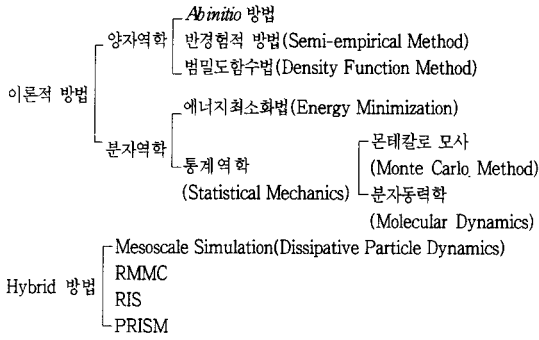 Ab initio 방법
양자역학
반경험적 방법(Semi-empirical Method)
범밀도함수법(Density Function Method)
이론적 방법
에너지최소화법(Energy Minimization)
분자역학
몬테칼로 모사
통계역학
(Monte Carlo Method)
(Statistical Mechanics)
분자동력학
(Molecular Dynamics)
Mesoscale Simulation(Dissipative Particle Dynamics)
RMMC
Hybrid 방법
RIS
PRISM